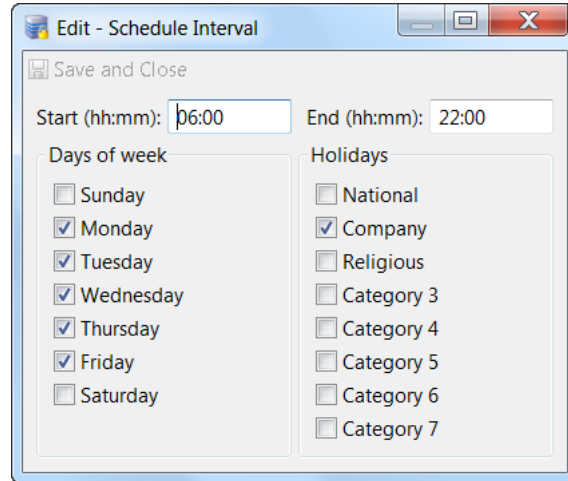 Edit - Schedule Interval
Save and Close
Start (hh:mm): 06:00 End (hh:mm): 22:00
Days of week
Sunday
Monday
Tuesday
Wednesday
Thursday
Friday
Saturday
Holidays
National
Company
Religious
Category 3
Category 4
Category 5
Category 6
Category 7